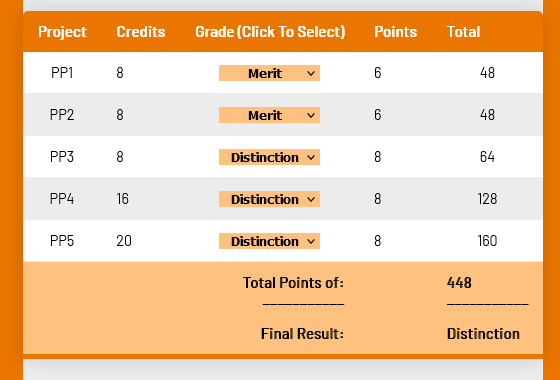 Project Credits Grade (Click To Select) Points Total
PP1 8 Merit 6 48
PP2 8 Merit 6 48
PP3 8 Distinction 8 64
PP4 16 Distinction 8 128
PP5 20 Distinction 8 160
Total Points of: 448
____________ ____________
Final Result: Distinction